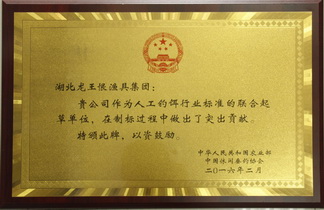 湖北龙王恨渔具集团：
贵公司作为人工钓饵行业标准的联合起
草单位，在制标过程中做出了突出贡献。
特颁此牌，以资鼓励。
中华人民共和国农业部
中国休闲垂钓协会
二〇一六年二月